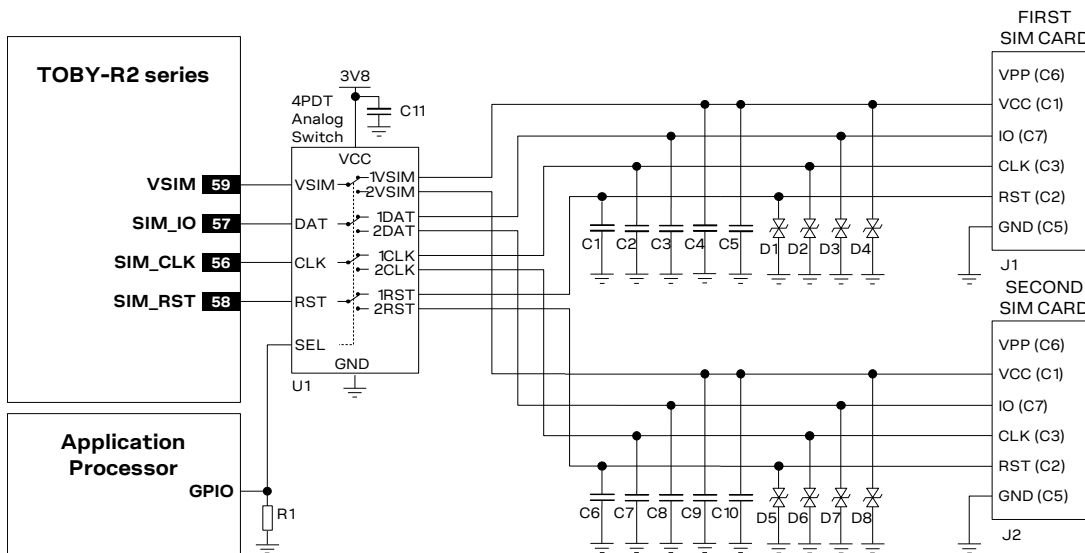 FIRST
SIM CARD
TOBY-R2 series
VPP (C6)
3V8
4PDT
Analog
Switch
C11
VCC (C1)
IO (C7)
VCC
CLK (C3)
VSIM 59
VSIM
1VSIM
2VSIM
RST (C2)
SIM_IO 57
DAT
1DAT
2DAT
GND (C5)
C1 C2 C3 C4 C5 D1 D2 D3 D4
SIM_CLK 56
CLK
1CLK
2CLK
J1
SIM_RST 58
RST
1RST
2RST
SECOND
SIM CARD
SEL
VPP (C6)
GND
U1
VCC (C1)
IO (C7)
Application
Processor
CLK (C3)
RST (C2)
GPIO
GND (C5)
R1
C6 C7 C8 C9 C10 D5 D6 D7 D8
J2